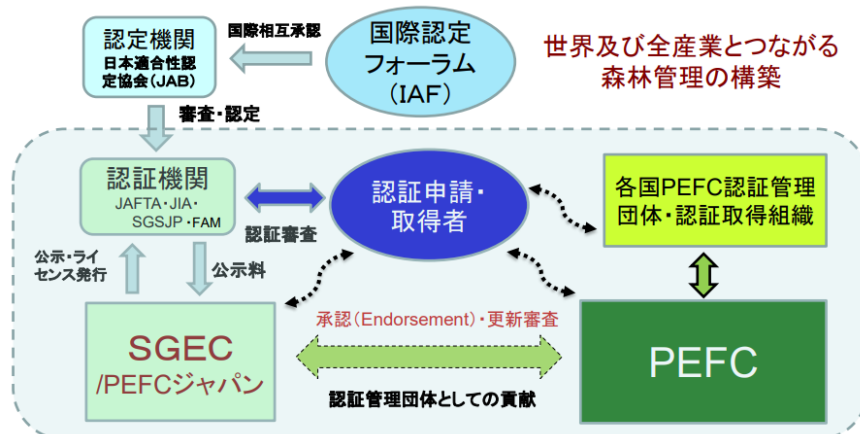 認定機関
日本適合性認
定協会(JAB)
国際相互承認
国際認定
フォーラム
(IAF)
世界及び全産業とつながる
森林管理の構築
審査・認定
認証機関
JAFTA・JIA・
SGSJP・FAM
認証審査
認証申請・
取得者
各国PEFC認証管理
団体・認証取得組織
公示・ライ
センス発行
公示料
SGEC
/PEFCジャパン
承認(Endorsement)・更新審査
認証管理団体としての貢献
PEFC